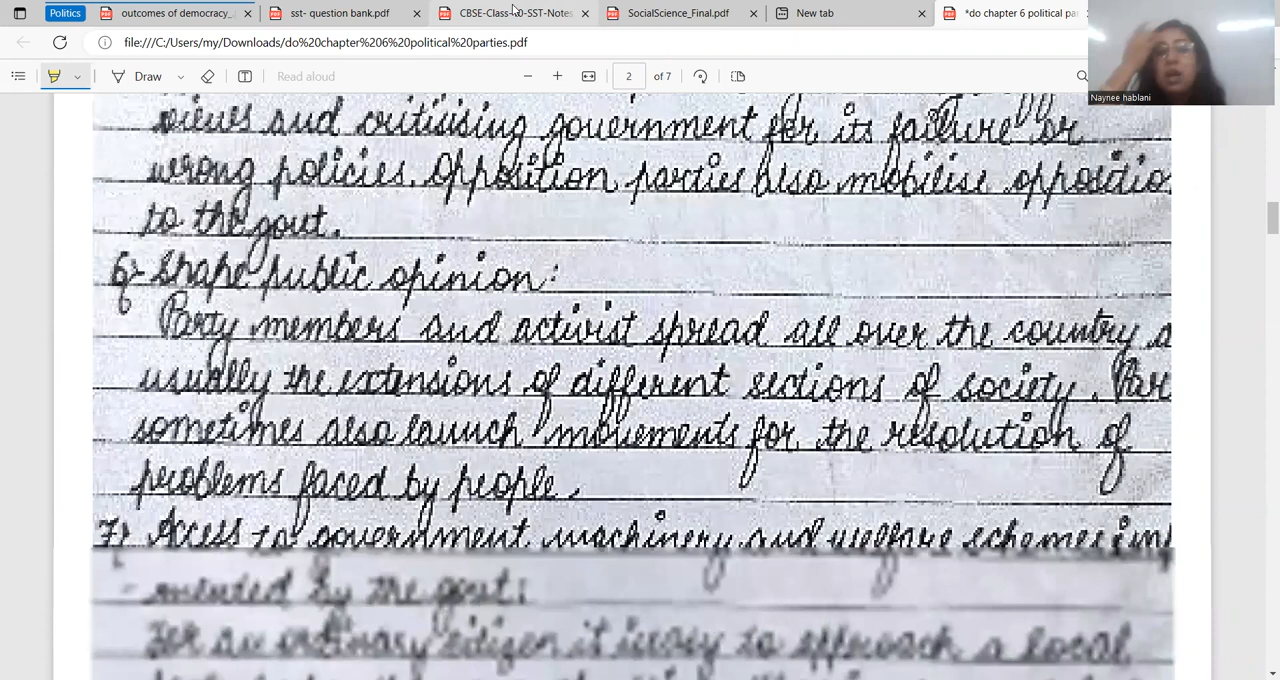 Politics
outcomes of democracy_
sst- question bank.pdf
CBSE-Class-10-SST-Notes
SocialScience_Final.pdf
New tab
*do chapter 6 political pa
file:///C:/Users/my/Downloads/do%20chapter%206%20political%20parties.pdf
Draw
Read aloud
2 of 7
Naynee hablani
views and critisising government for its failure or
wrong policies. Opposition parties also mobilise oppositio
to the govt.
6- Shape public opinion:
Party members and activist spread all over the country a
usually the extensions of different sections of society. Par
sometimes also launch movements for the resolution of
problems faced by people.
7) Access to government machinery and welfare schemes im
- mented by the govt:
For an ordinary citizen it is easy to approach a local